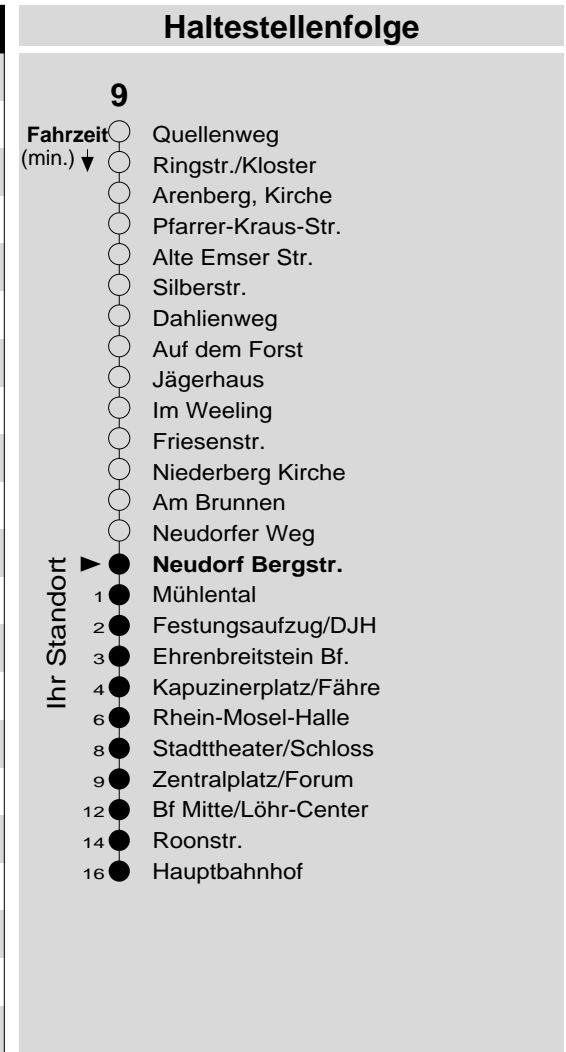 Haltestellenfolge
9
Fahrzeit Quellenweg
(min.) Ringstr./Kloster
Arenberg, Kirche
Pfarrer-Kraus-Str.
Alte Emser Str.
Silberstr.
Dahlienweg
Auf dem Forst
Jägerhaus
Im Weeling
Friesenstr.
Niederberg Kirche
Am Brunnen
Neudorfer Weg
Ihr Standort
Neudorf Bergstr.
1 Mühlental
2 Festungsaufzug/DJH
3 Ehrenbreitstein Bf.
4 Kapuzinerplatz/Fähre
6 Rhein-Mosel-Halle
8 Stadttheater/Schloss
9 Zentralplatz/Forum
12 Bf Mitte/Löhr-Center
14 Roonstr.
16 Hauptbahnhof